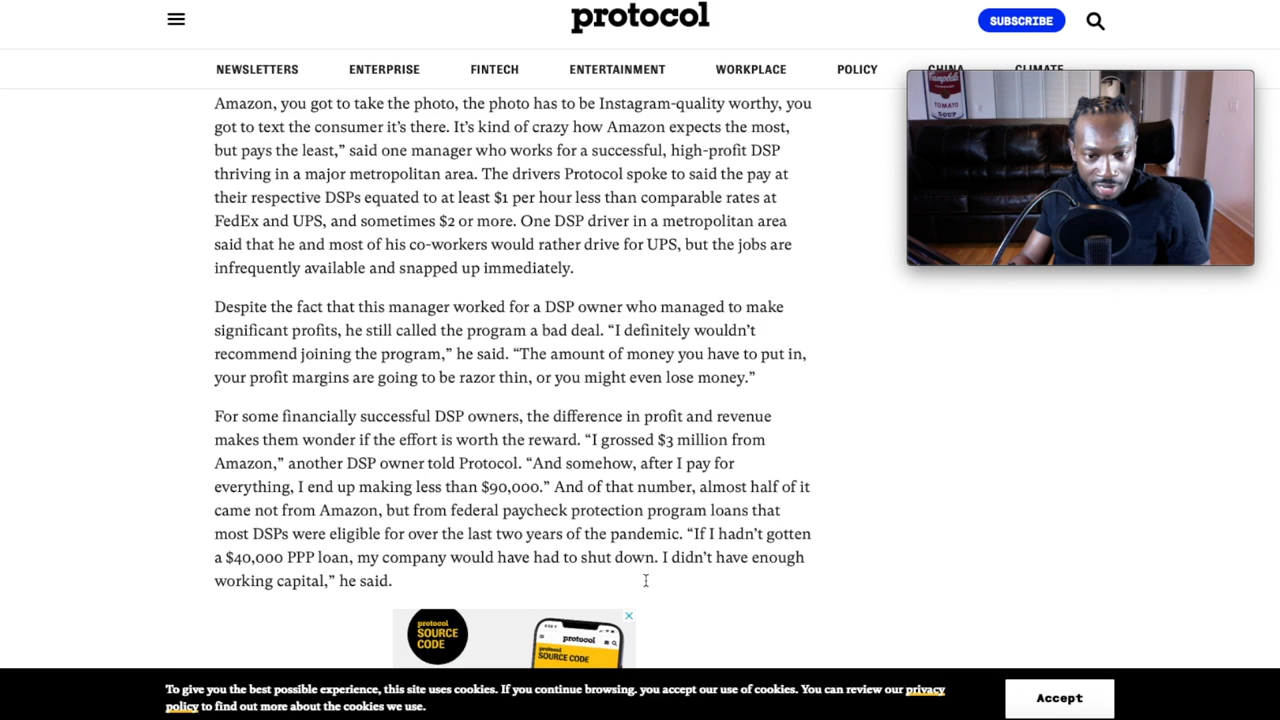 protocol
SUBSCRIBE
NEWSLETTERS ENTERPRISE FINTECH ENTERTAINMENT WORKPLACE POLICY CHINA CLIMATE
Amazon, you got to take the photo, the photo has to be Instagram-quality worthy, you
got to text the consumer it’s there. It’s kind of crazy how Amazon expects the most,
but pays the least,” said one manager who works for a successful, high-profit DSP
thriving in a major metropolitan area. The drivers Protocol spoke to said the pay at
their respective DSPs equated to at least $1 per hour less than comparable rates at
FedEx and UPS, and sometimes $2 or more. One DSP driver in a metropolitan area
said that he and most of his co-workers would rather drive for UPS, but the jobs are
infrequently available and snapped up immediately.
Despite the fact that this manager worked for a DSP owner who managed to make
significant profits, he still called the program a bad deal. “I definitely wouldn’t
recommend joining the program,” he said. “The amount of money you have to put in,
your profit margins are going to be razor thin, or you might even lose money.”
For some financially successful DSP owners, the difference in profit and revenue
makes them wonder if the effort is worth the reward. “I grossed $3 million from
Amazon,” another DSP owner told Protocol. “And somehow, after I pay for
everything, I end up making less than $90,000.” And of that number, almost half of it
came not from Amazon, but from federal paycheck protection program loans that
most DSPs were eligible for over the last two years of the pandemic. “If I hadn’t gotten
a $40,000 PPP loan, my company would have had to shut down. I didn’t have enough
working capital,” he said.
Campbell's
TOMATO
SOUP
protocol
SOURCE
CODE
protocol
SOURCE CODE
To give you the best possible experience, this site uses cookies. If you continue browsing. you accept our use of cookies. You can review our privacy
policy to find out more about the cookies we use.
Accept